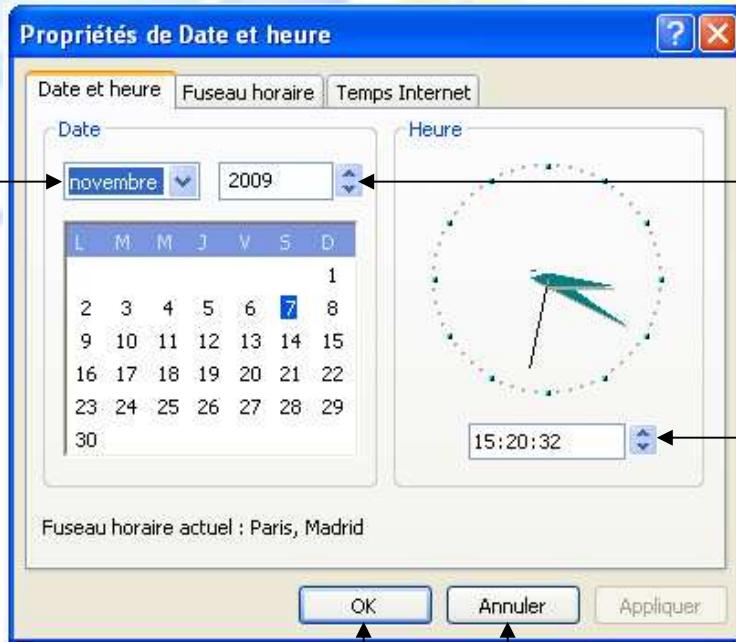 Propriétés de Date et heure
Date et heure Fuseau horaire Temps Internet
Date
novembre 2009
L M M J V S D
1
2 3 4 5 6 7 8
9 10 11 12 13 14 15
16 17 18 19 20 21 22
23 24 25 26 27 28 29
30
Heure
15:20:32
Fuseau horaire actuel : Paris, Madrid
OK Annuler Appliquer